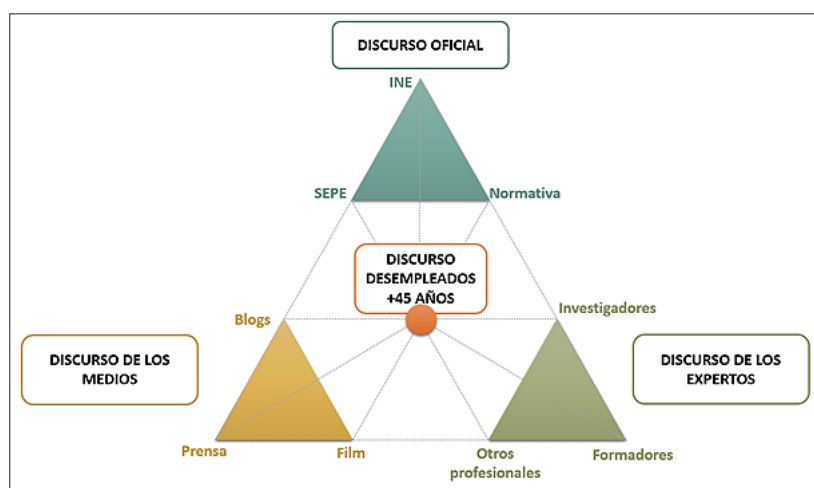 DISCURSO OFICIAL
INE
SEPE
Normativa
DISCURSO
DESEMPLEADOS
+45 AÑOS
Blogs
Investigadores
DISCURSO DE LOS
MEDIOS
DISCURSO DE LOS
EXPERTOS
Prensa
Film
Otros
profesionales
Formadores